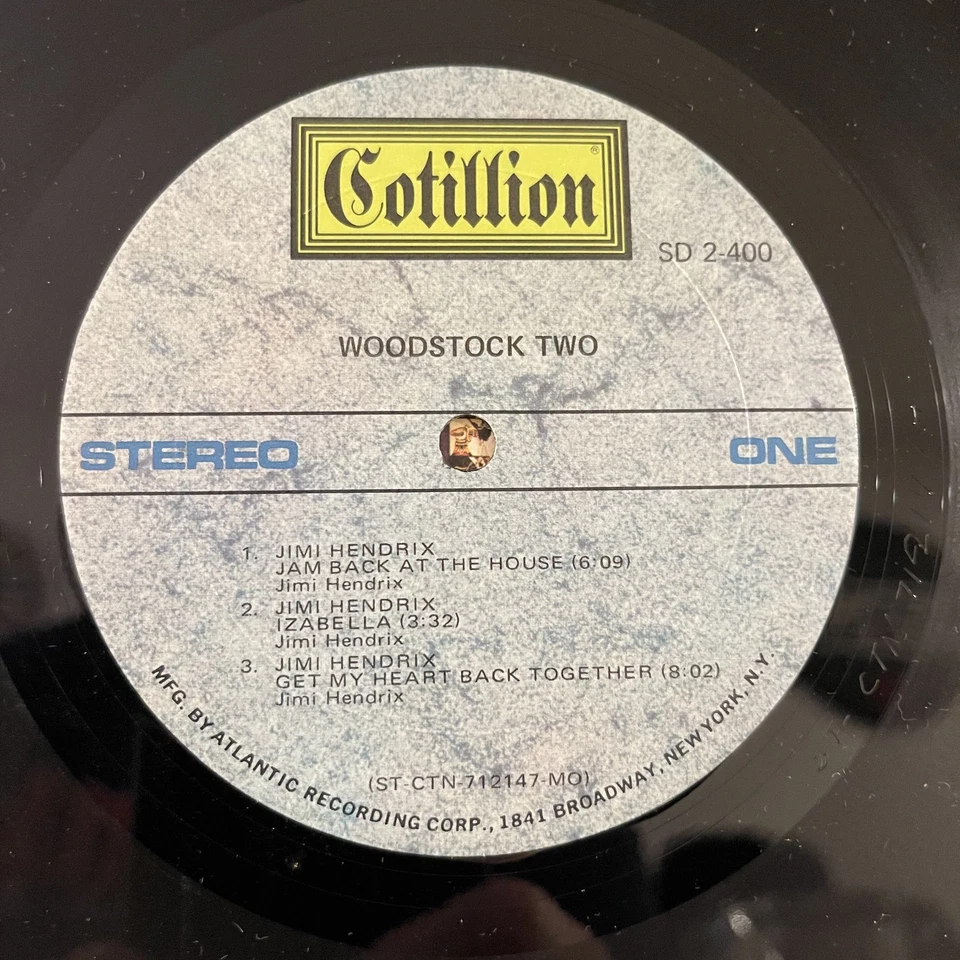 Cotillion ®
SD 2-400
WOODSTOCK TWO
STEREO
ONE
1. JIMI HENDRIX
JAM BACK AT THE HOUSE (6:09)
Jimi Hendrix
2. JIMI HENDRIX
IZABELLA (3:32)
Jimi Hendrix
3. JIMI HENDRIX
GET MY HEART BACK TOGETHER (8:02)
Jimi Hendrix
(ST-CTN-712147-MO)
MFG. BY ATLANTIC RECORDING CORP., 1841 BROADWAY, NEW YORK, N.Y.